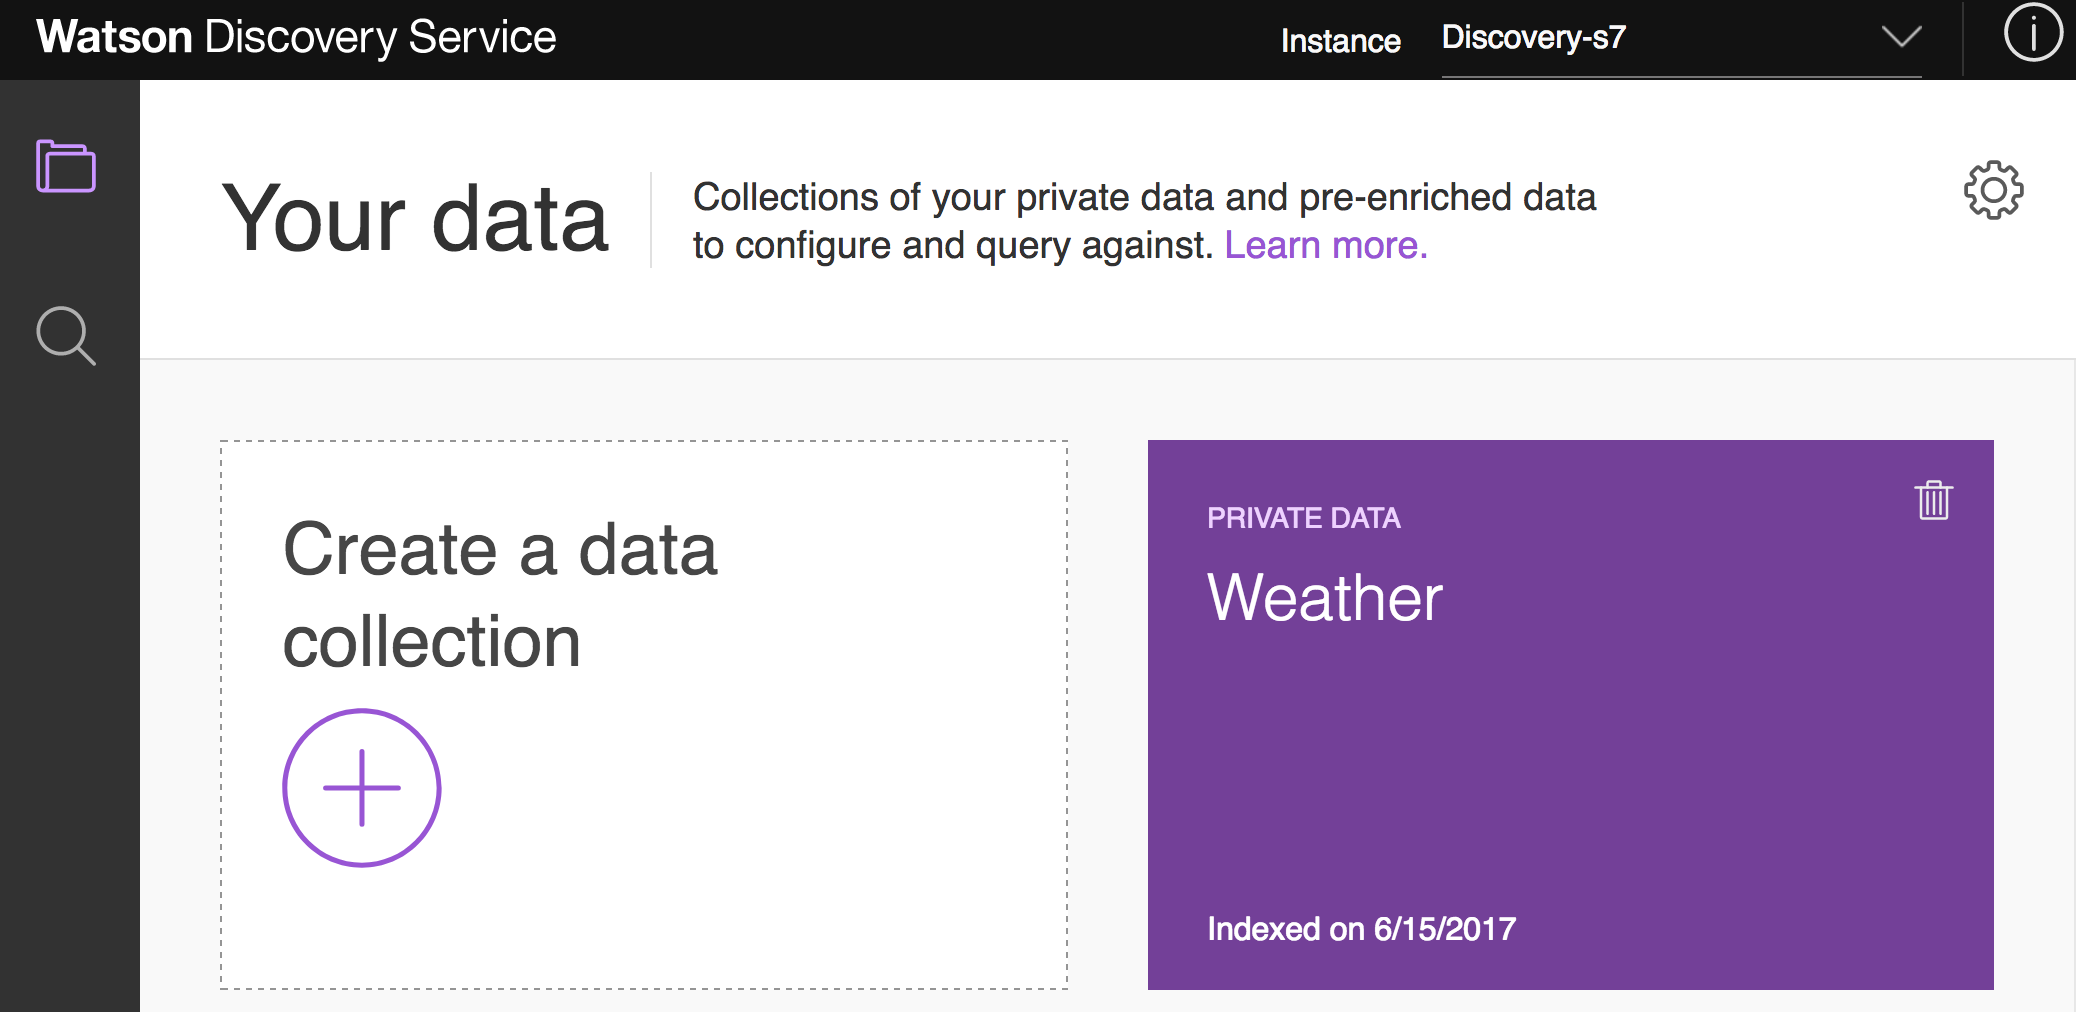 Watson Discovery Service
Instance Discovery-s7
Your data
Collections of your private data and pre-enriched data
to configure and query against. Learn more.
Create a data
collection
PRIVATE DATA
Weather
Indexed on 6/15/2017